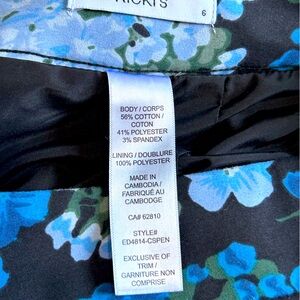 RICKI'S
6
BODY / CORPS
56% COTTON /
COTON
41% POLYESTER
3% SPANDEX
LINING / DOUBLURE
100% POLYESTER
MADE IN
CAMBODIA /
FABRIQUÉ AU
CAMBODGE
CA# 62810
STYLE#
ED4814-CSPEN
EXCLUSIVE OF
TRIM /
GARNITURE NON
COMPRISE